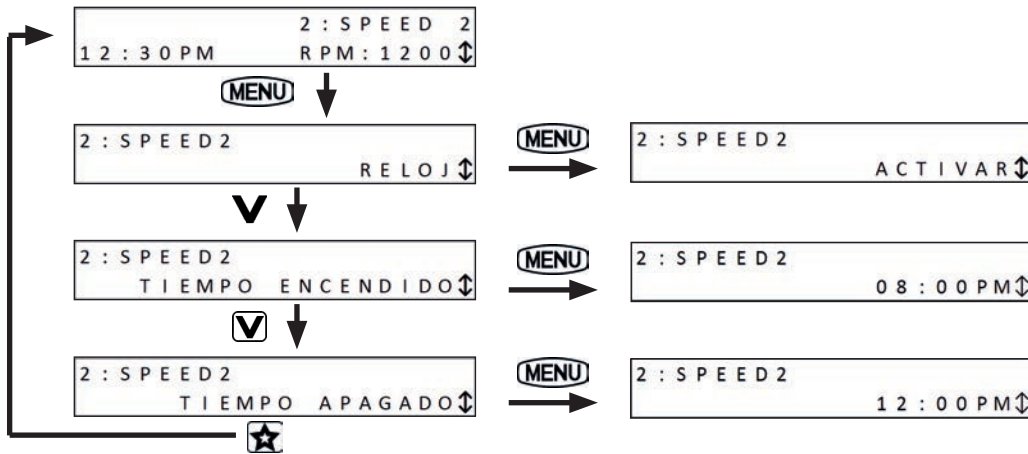 2:SPEED 2
12:30PM RPM:1200
MENU
2:SPEED2
RELOJ
MENU
2:SPEED2
ACTIVAR
V
2:SPEED2
TIEMPO ENCENDIDO
MENU
2:SPEED2
08:00PM
V
2:SPEED2
TIEMPO APAGADO
MENU
2:SPEED2
12:00PM